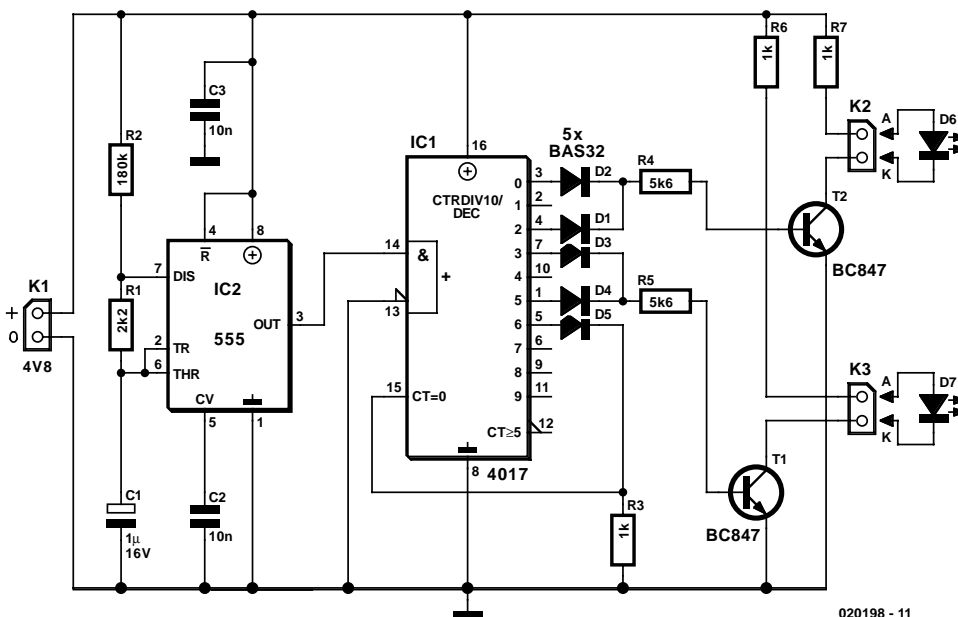 R6
R7
1k
1k
K2
A
D6
K
C3
10n
R2
180k
IC1
16
5x
BAS32
CTRDIV10/
DEC
0
3
D2
R4
5k6
1
2
T2
2
4
D1
BC847
4
8
R
14
&
3
7
D3
+
4
10
K1
7
DIS
IC2
R1
13
5
1
D4
R5
5k6
+
0
2k2
OUT
3
6
5
D5
4V8
2
TR
555
7
6
6
THR
8
9
K3
A
D7
15
CT=0
9
11
K
CV
5
1
CT≥5
12
8
4017
T1
BC847
C1
1µ
16V
C2
10n
R3
1k
020198 - 11